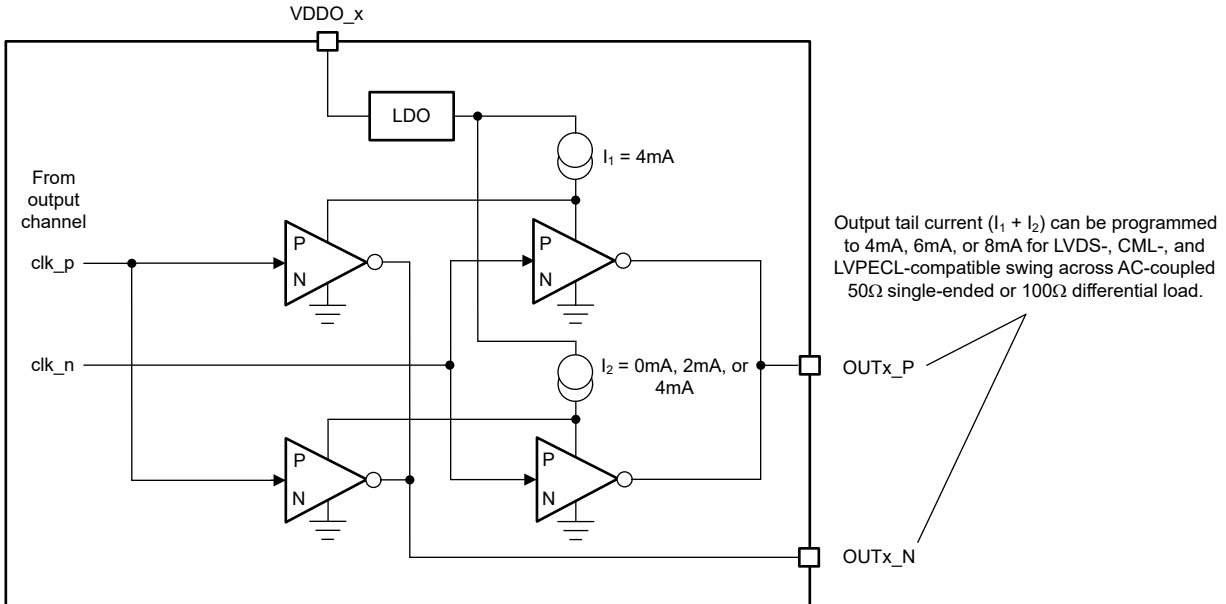 VDDO_x
LDO
I₁ = 4mA
From
output
channel
P
N
P
N
clk_p
Output tail current (I₁ + I₂) can be programmed
to 4mA, 6mA, or 8mA for LVDS-, CML-, and
LVPECL-compatible swing across AC-coupled
50Ω single-ended or 100Ω differential load.
clk_n
I₂ = 0mA, 2mA, or
4mA
OUTx_P
P
N
P
N
OUTx_N